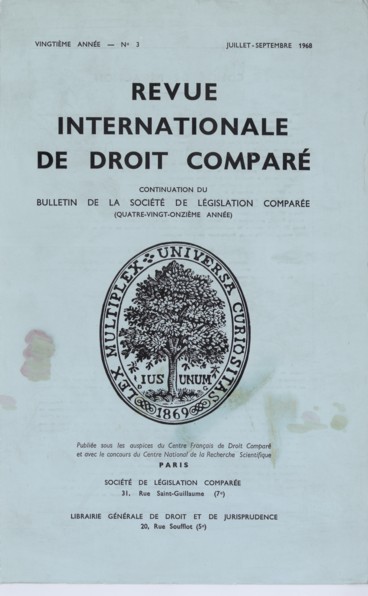 VINGTIÈME ANNÉE — N° 3
JUILLET-SEPTEMBRE 1968
REVUE
INTERNATIONALE
DE DROIT COMPARÉ
CONTINUATION DU
BULLETIN DE LA SOCIÉTÉ DE LÉGISLATION COMPARÉE
(QUATRE-VINGT-ONZIÈME ANNÉE)
LEX MULTIPLEX UNIVERSA CURIOSITAS
IUS UNUM
1869
Publiée sous les auspices du Centre Français de Droit Comparé
et avec le concours du Centre National de la Recherche Scientifique
PARIS
SOCIÉTÉ DE LÉGISLATION COMPARÉE
31, Rue Saint-Guillaume (7e)
LIBRAIRIE GÉNÉRALE DE DROIT ET DE JURISPRUDENCE
20, Rue Soufflot (5e)